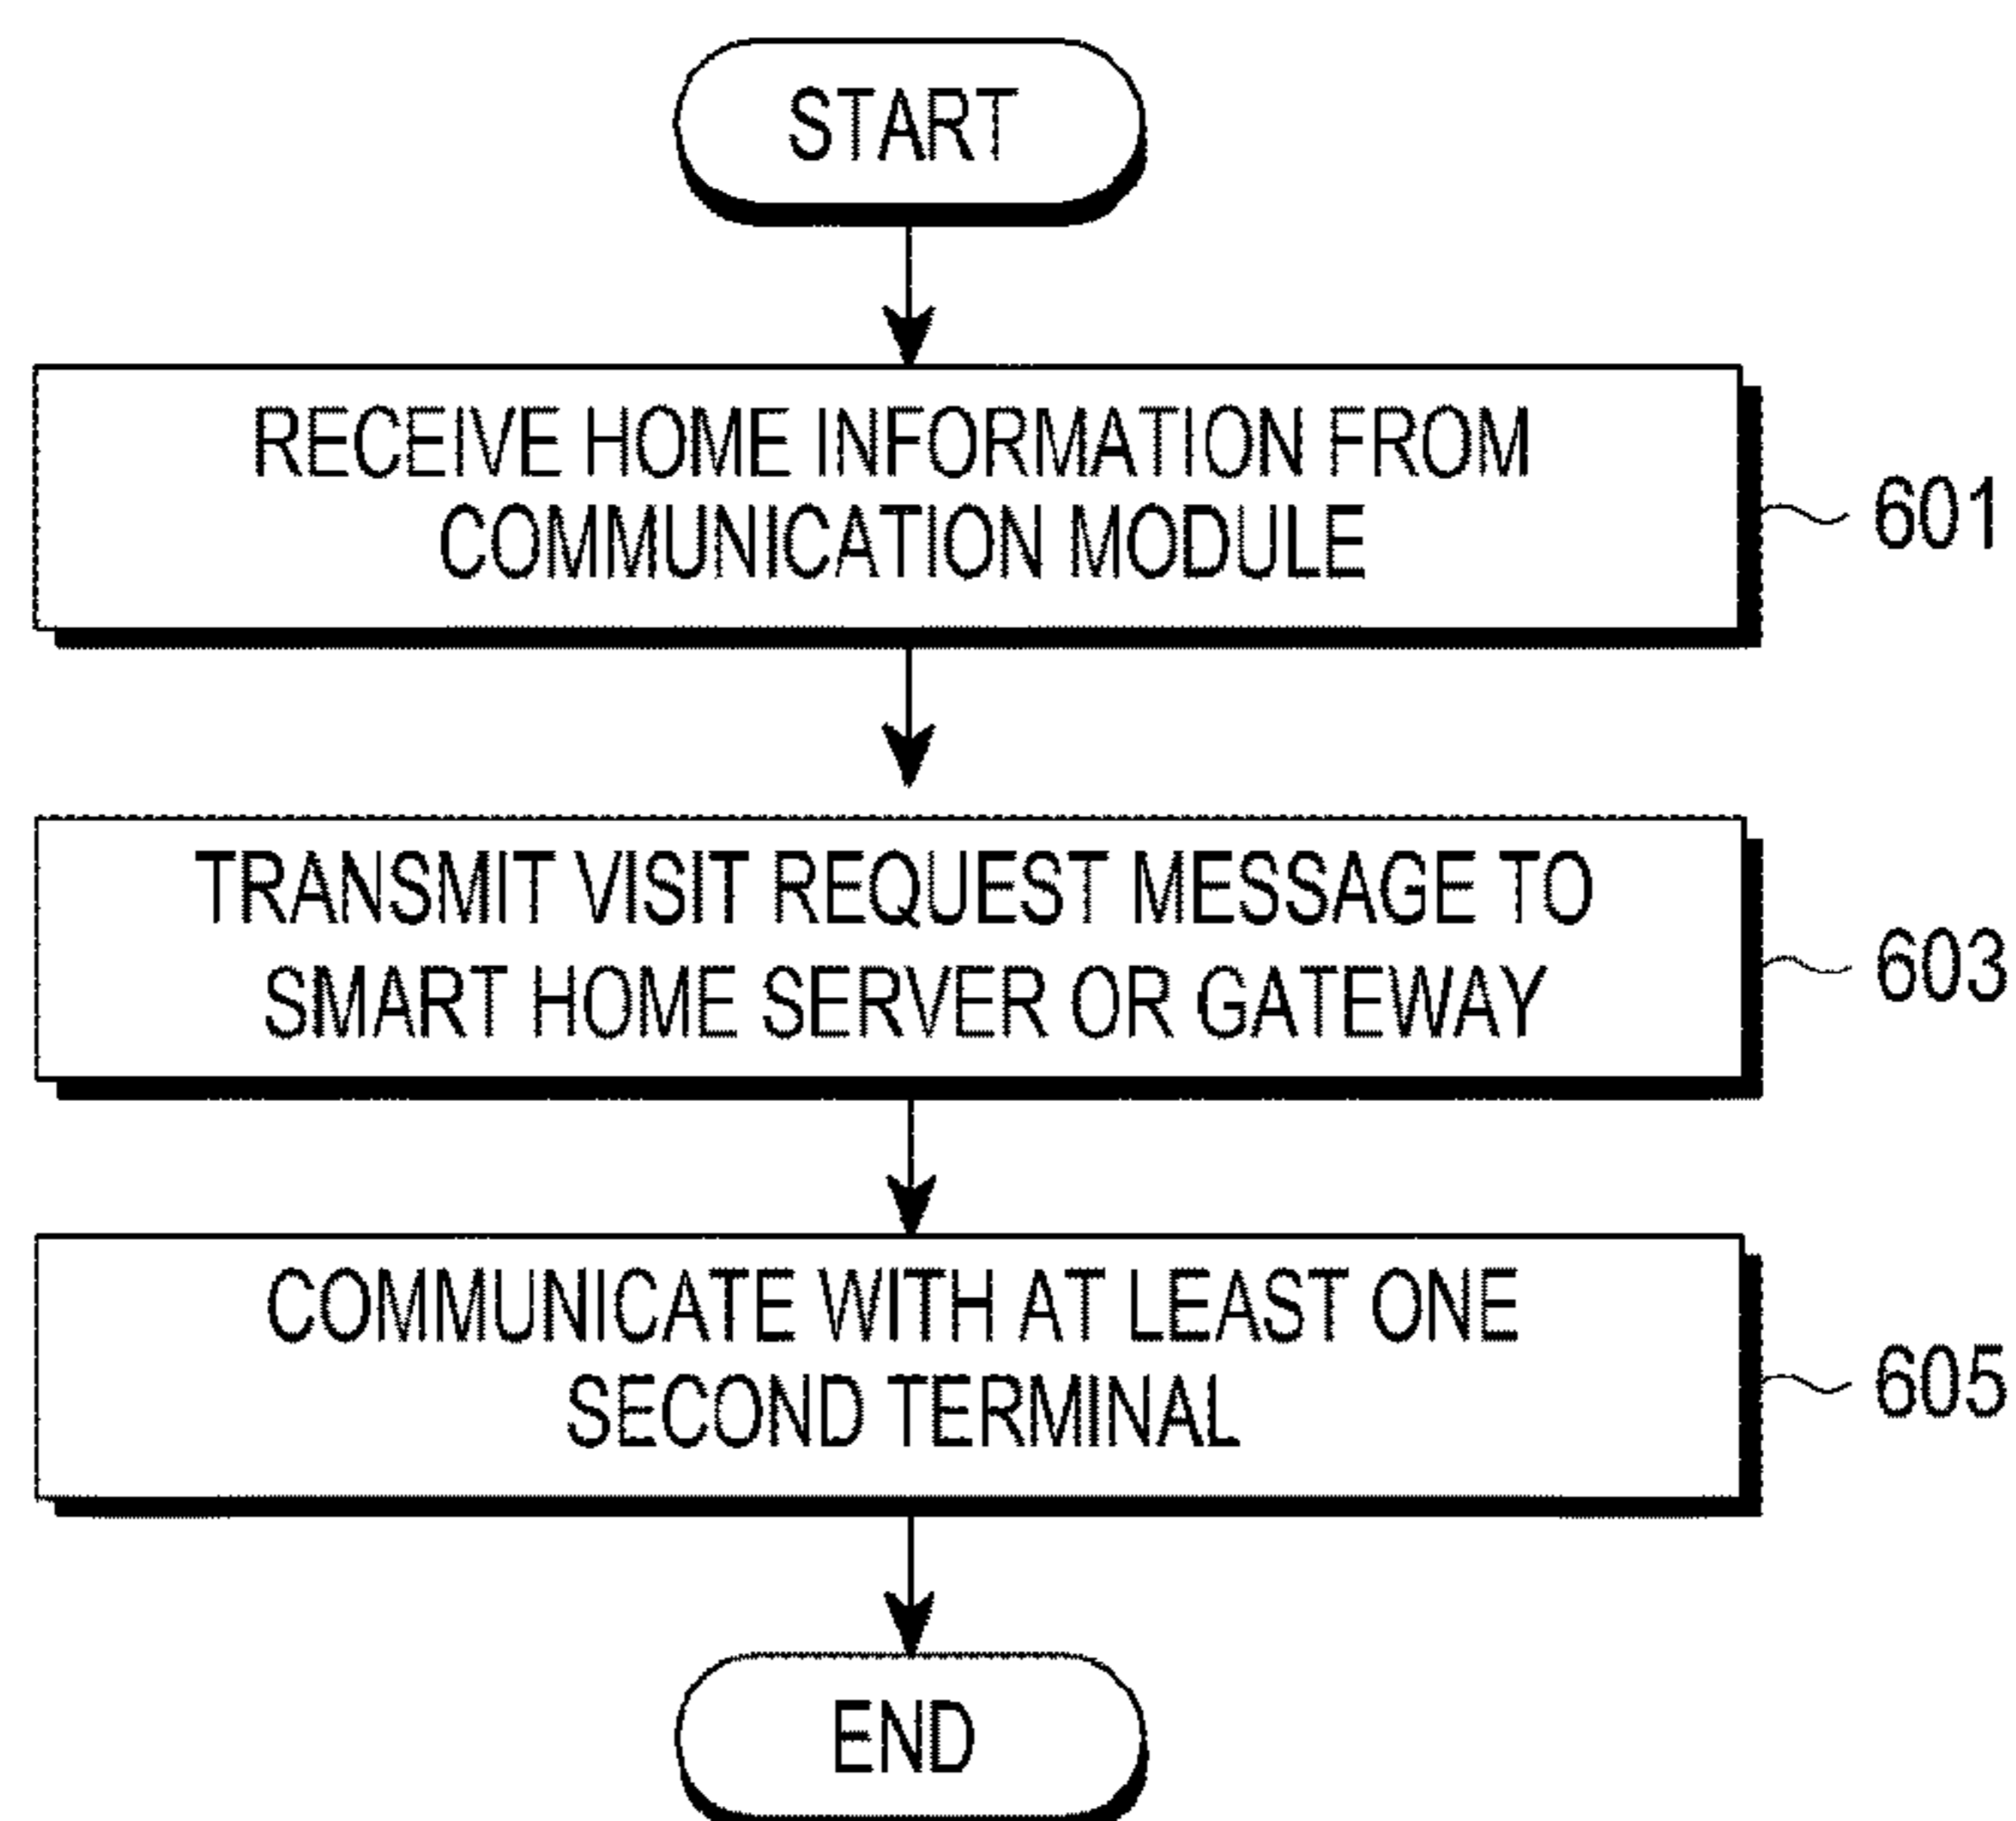 START
RECEIVE HOME INFORMATION FROM
COMMUNICATION MODULE
601
TRANSMIT VISIT REQUEST MESSAGE TO
SMART HOME SERVER OR GATEWAY
603
COMMUNICATE WITH AT LEAST ONE
SECOND TERMINAL
605
END